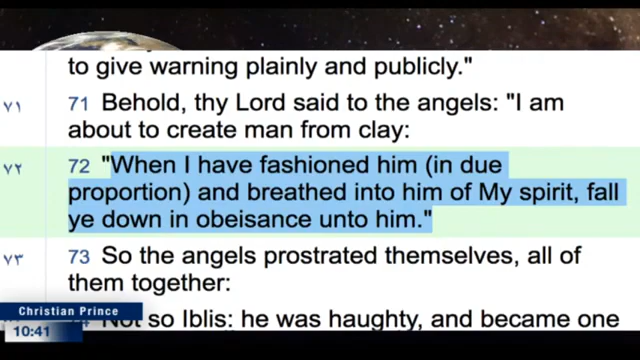 to give warning plainly and publicly."
٧١ 71 Behold, thy Lord said to the angels: "I am
about to create man from clay:
٧٢ 72 "When I have fashioned him (in due
proportion) and breathed into him of My spirit, fall
ye down in obeisance unto him."
٧٣ 73 So the angels prostrated themselves, all of
them together:
Not so Iblis: he was haughty, and became one
Christian Prince
10:41